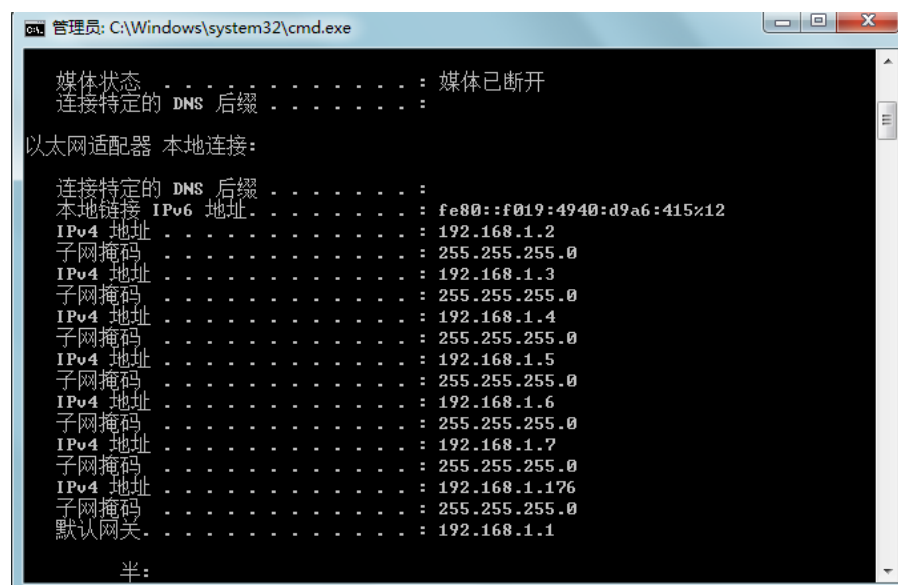 管理员: C:\Windows\system32\cmd.exe
媒体状态 . . . . . . . . . . . . : 媒体已断开
连接特定的 DNS 后缀 . . . . . . . :
以太网适配器 本地连接:
连接特定的 DNS 后缀 . . . . . . . :
本地链接 IPv6 地址. . . . . . . . : fe80::f019:4940:d9a6:415%12
IPv4 地址 . . . . . . . . . . . . : 192.168.1.2
子网掩码 . . . . . . . . . . . . : 255.255.255.0
IPv4 地址 . . . . . . . . . . . . : 192.168.1.3
子网掩码 . . . . . . . . . . . . : 255.255.255.0
IPv4 地址 . . . . . . . . . . . . : 192.168.1.4
子网掩码 . . . . . . . . . . . . : 255.255.255.0
IPv4 地址 . . . . . . . . . . . . : 192.168.1.5
子网掩码 . . . . . . . . . . . . : 255.255.255.0
IPv4 地址 . . . . . . . . . . . . : 192.168.1.6
子网掩码 . . . . . . . . . . . . : 255.255.255.0
IPv4 地址 . . . . . . . . . . . . : 192.168.1.7
子网掩码 . . . . . . . . . . . . : 255.255.255.0
IPv4 地址 . . . . . . . . . . . . : 192.168.1.176
子网掩码 . . . . . . . . . . . . : 255.255.255.0
默认网关. . . . . . . . . . . . . : 192.168.1.1
半: